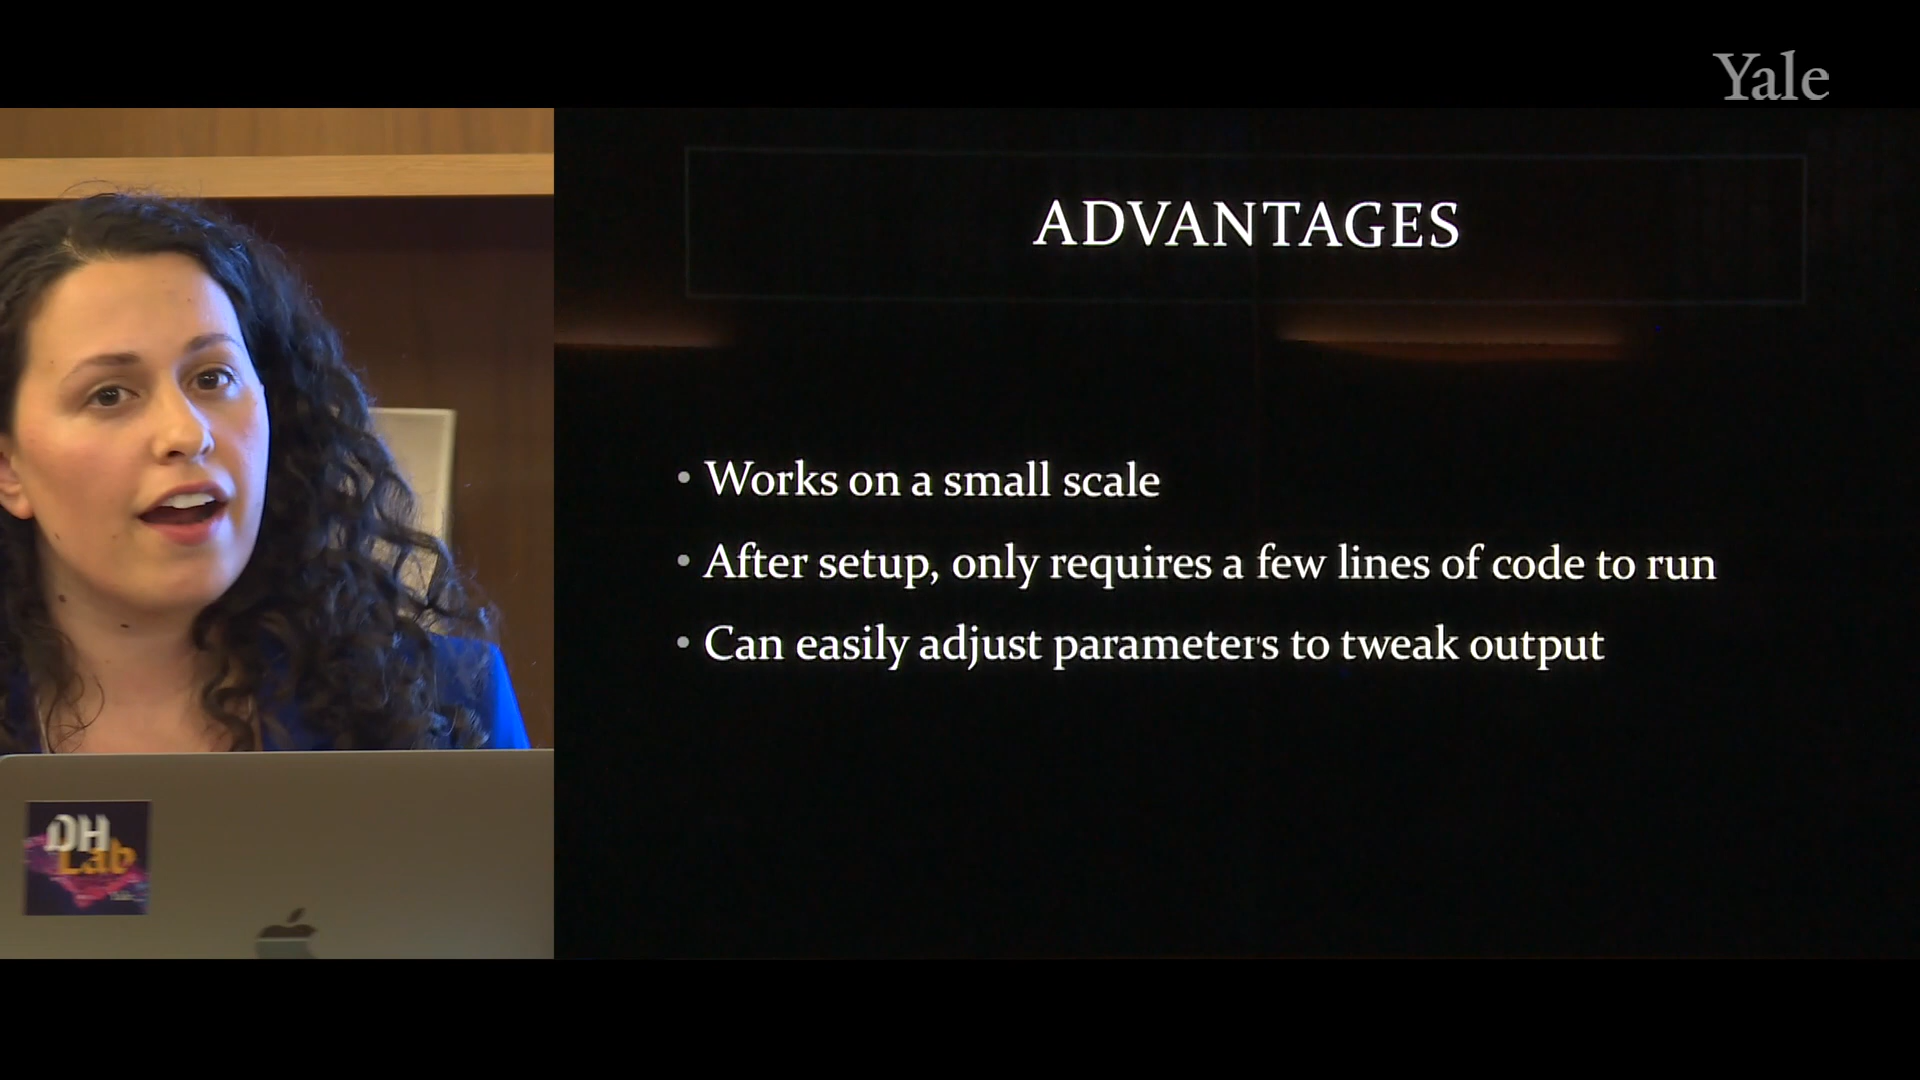 Yale
ADVANTAGES
• Works on a small scale
• After setup, only requires a few lines of code to run
• Can easily adjust parameters to tweak output
DH
Lab